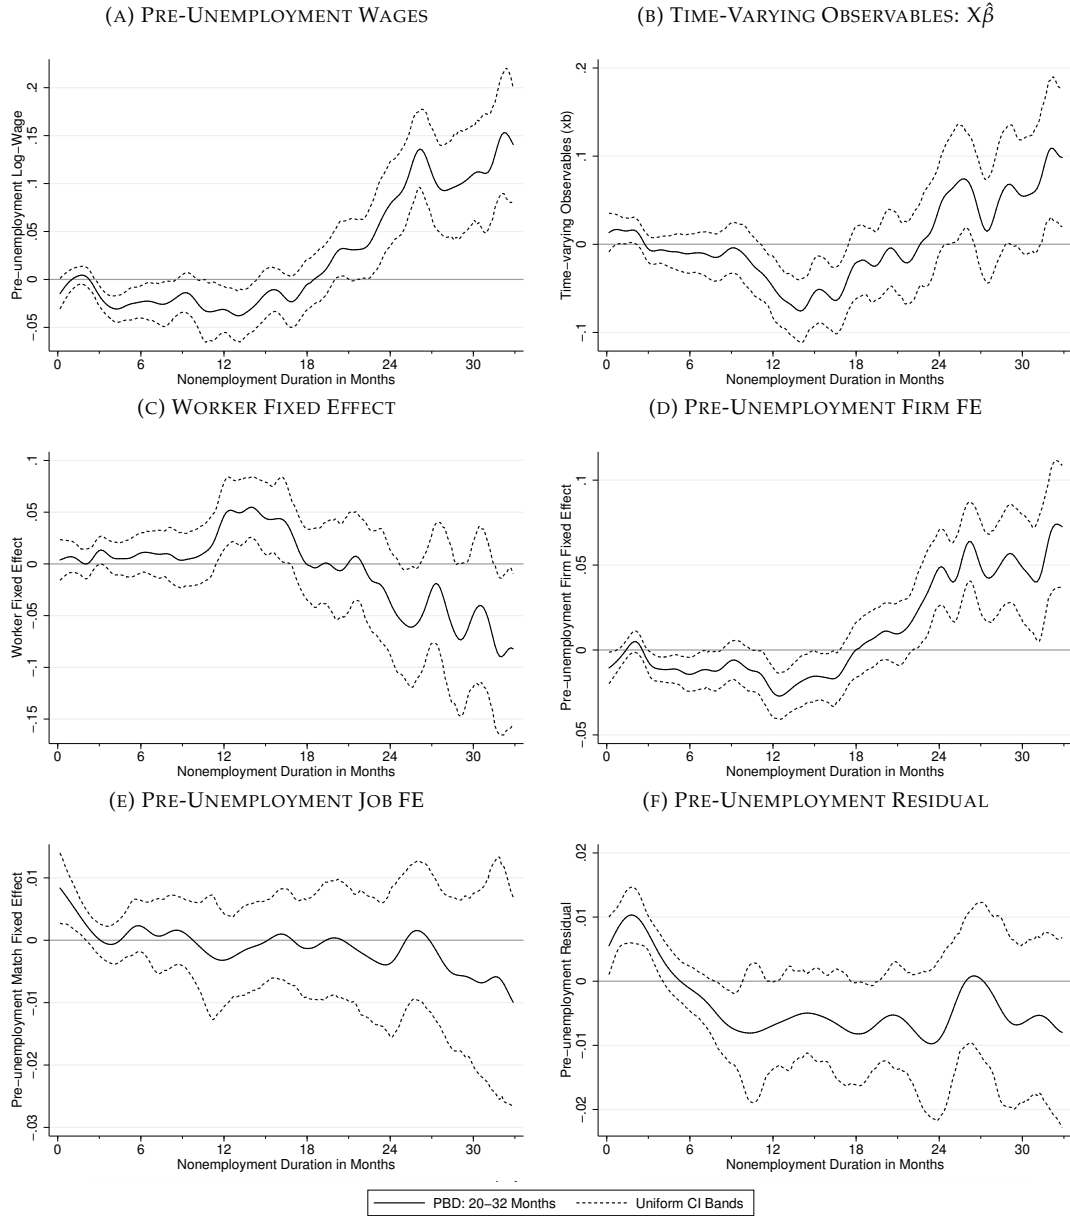 (A) PRE-UNEMPLOYMENT WAGES
Pre−unemployment Log−Wage
.2
.15
.1
.05
0
−.05
0 6 12 18 24 30
Nonemployment Duration in Months
(B) TIME-VARYING OBSERVABLES: Xβ̂
Time−varying Observables (xb)
.2
.1
0
−.1
0 6 12 18 24 30
Nonemployment Duration in Months
(C) WORKER FIXED EFFECT
Worker Fixed Effect
.1
.05
0
−.05
−.1
−.15
0 6 12 18 24 30
Nonemployment Duration in Months
(D) PRE-UNEMPLOYMENT FIRM FE
Pre−unemployment Firm Fixed Effect
.1
.05
0
−.05
0 6 12 18 24 30
Nonemployment Duration in Months
(E) PRE-UNEMPLOYMENT JOB FE
Pre−unemployment Match Fixed Effect
.01
0
−.01
−.02
−.03
0 6 12 18 24 30
Nonemployment Duration in Months
(F) PRE-UNEMPLOYMENT RESIDUAL
Pre−unemployment Residual
.02
.01
0
−.01
−.02
0 6 12 18 24 30
Nonemployment Duration in Months
PBD: 20−32 Months
Uniform CI Bands